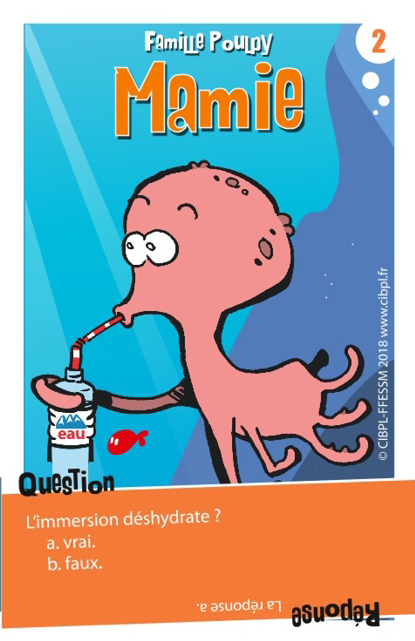 Famille Poulpy
2
Mamie
© CIBPL-FFESSM 2018 www.cibpl.fr
eau
Question
L'immersion déshydrate ?
a. vrai.
b. faux.
La réponse a.
Réponse